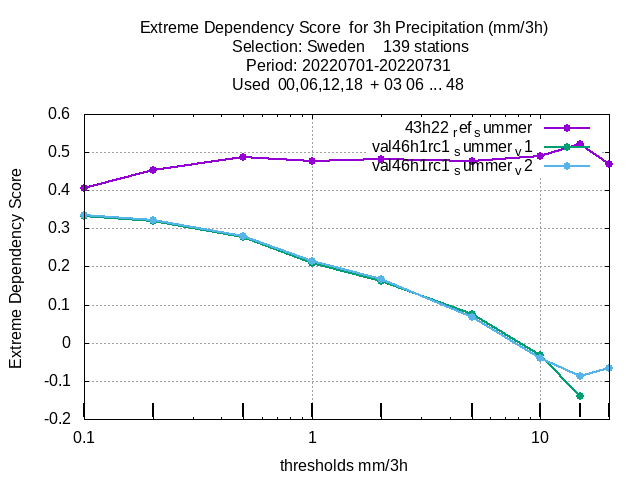 Extreme Dependency Score  for 3h Precipitation (mm/3h)
Selection: Sweden    139 stations
Period: 20220701-20220731
Used  00,06,12,18  + 03 06 ... 48
0.6
0.5
0.4
0.3
0.2
0.1
0
-0.1
-0.2
Extreme Dependency Score
43h22 ref summer
val46h1rc1 summer v1
val46h1rc1 summer v2
0.1 1 10
thresholds mm/3h